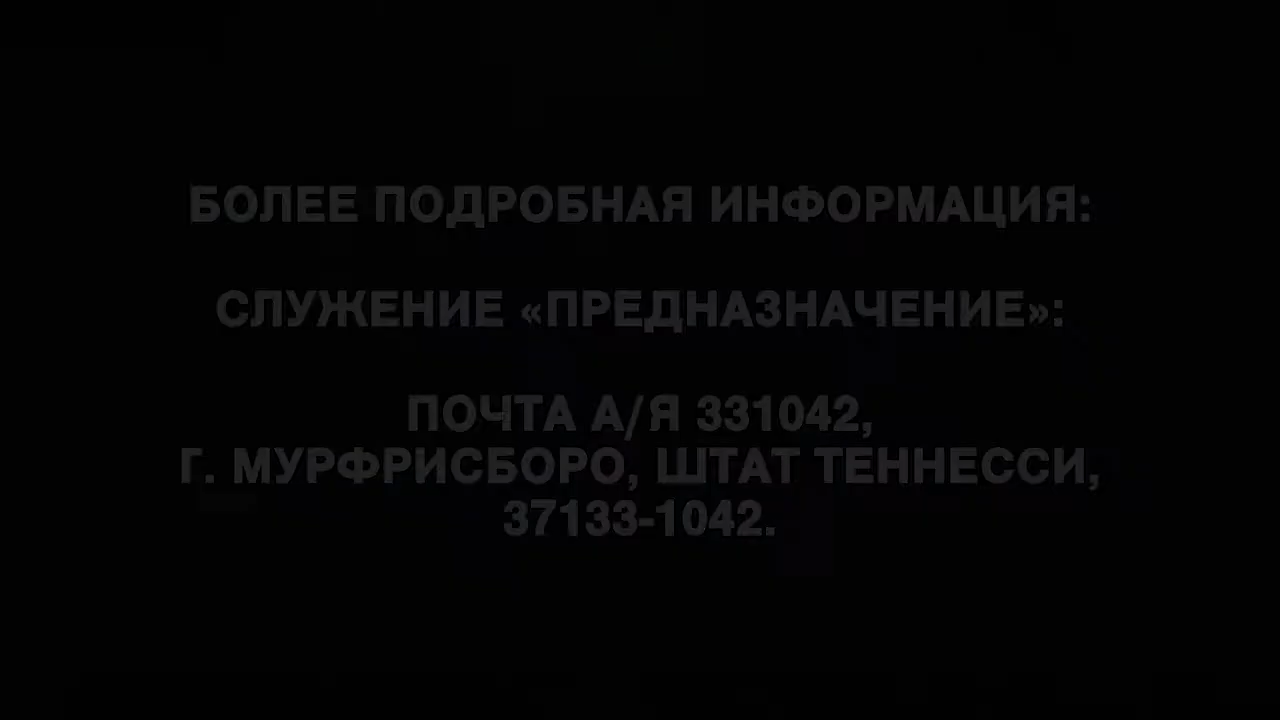 БОЛЕЕ ПОДРОБНАЯ ИНФОРМАЦИЯ:
СЛУЖЕНИЕ «ПРЕДНАЗНАЧЕНИЕ»:
ПОЧТА А/Я 331042,
Г. МУРФРИСБОРО, ШТАТ ТЕННЕССИ,
37133-1042.